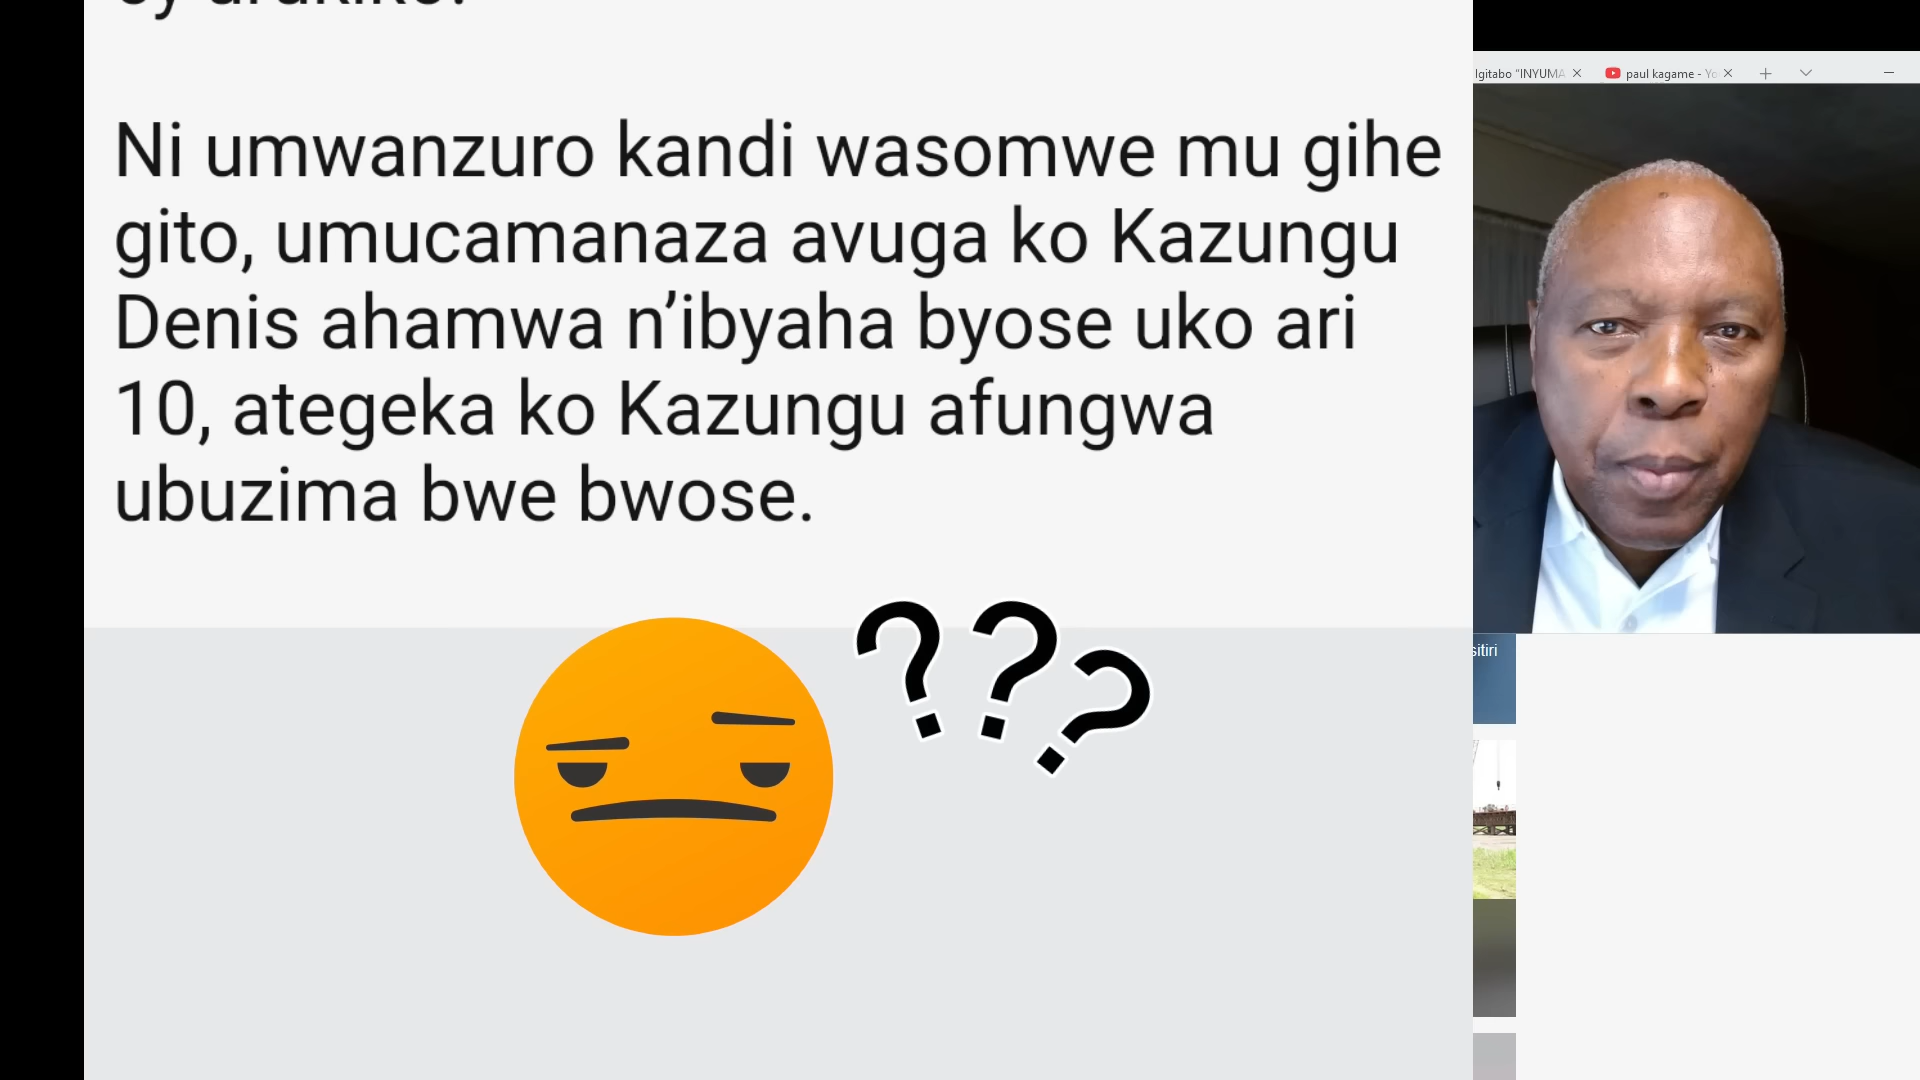 Ni umwanzuro kandi wasomwe mu gihe
gito, umucamanaza avuga ko Kazungu
Denis ahamwa n’ibyaha byose uko ari
10, ategeka ko Kazungu afungwa
ubuzima bwe bwose.
???
Igitabo “INYUMA
paul kagame - Yo
sitiri